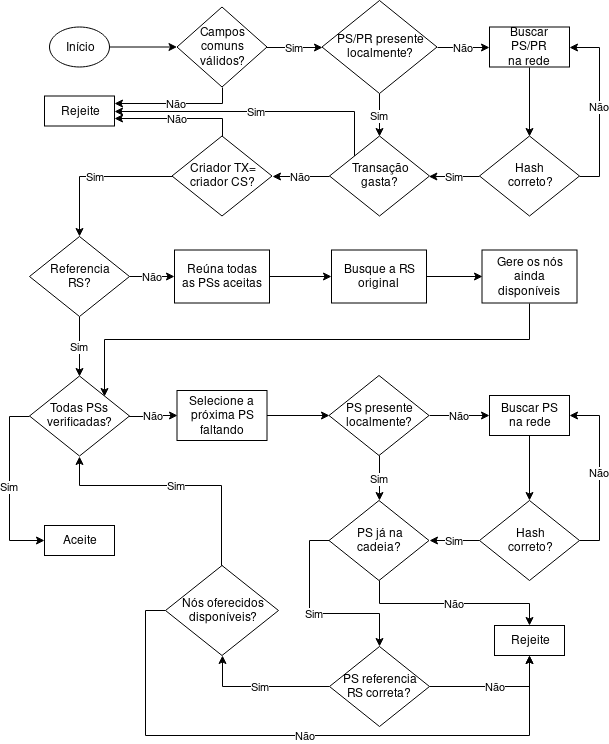 Início
Campos
comuns
válidos?
Sim
PS/PR presente
localmente?
Não
Buscar
PS/PR
na rede
Não
Rejeite
Não
Sim
Não
Sim
Criador TX=
criador CS?
Não
Transação
gasta?
Sim
Hash
correto?
Sim
Referencia
RS?
Não
Reúna todas
as PSs aceitas
Busque a RS
original
Gere os nós
ainda
disponíveis
Sim
Todas PSs
verificadas?
Não
Selecione a
próxima PS
faltando
PS presente
localmente?
Não
Buscar PS
na rede
Sim
Sim
Sim
Não
Aceite
PS já na
cadeia?
Sim
Hash
correto?
Nós oferecidos
disponíveis?
Sim
Não
Rejeite
PS referencia
RS correta?
Sim
Não
Não